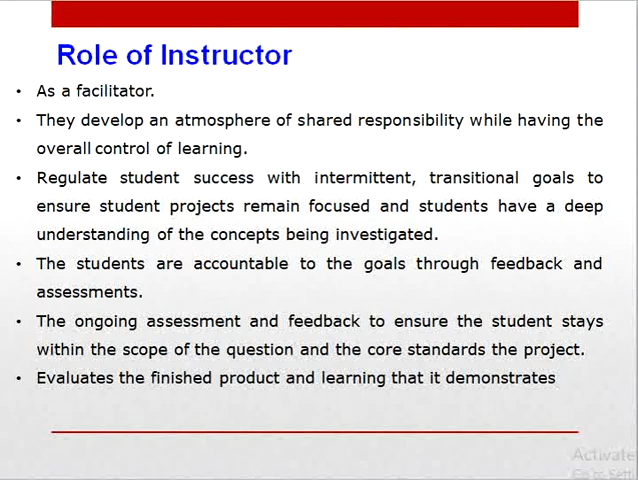 Role of Instructor
• As a facilitator.
• They develop an atmosphere of shared responsibility while having the
overall control of learning.
• Regulate student success with intermittent, transitional goals to
ensure student projects remain focused and students have a deep
understanding of the concepts being investigated.
• The students are accountable to the goals through feedback and
assessments.
• The ongoing assessment and feedback to ensure the student stays
within the scope of the question and the core standards the project.
• Evaluates the finished product and learning that it demonstrates
Activate
Go to Setti